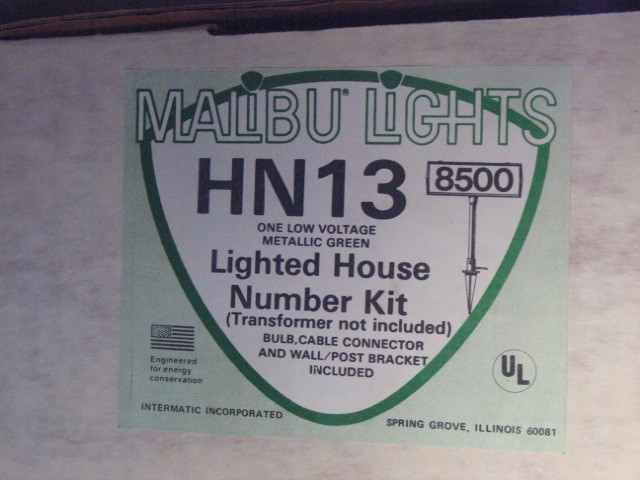 MALIBU® LIGHTS
HN13
8500
ONE LOW VOLTAGE
METALLIC GREEN
Lighted House
Number Kit
(Transformer not included)
BULB, CABLE CONNECTOR
AND WALL/POST BRACKET
INCLUDED
Engineered
for energy
conservation
UL
INTERMATIC INCORPORATED
SPRING GROVE, ILLINOIS 60081